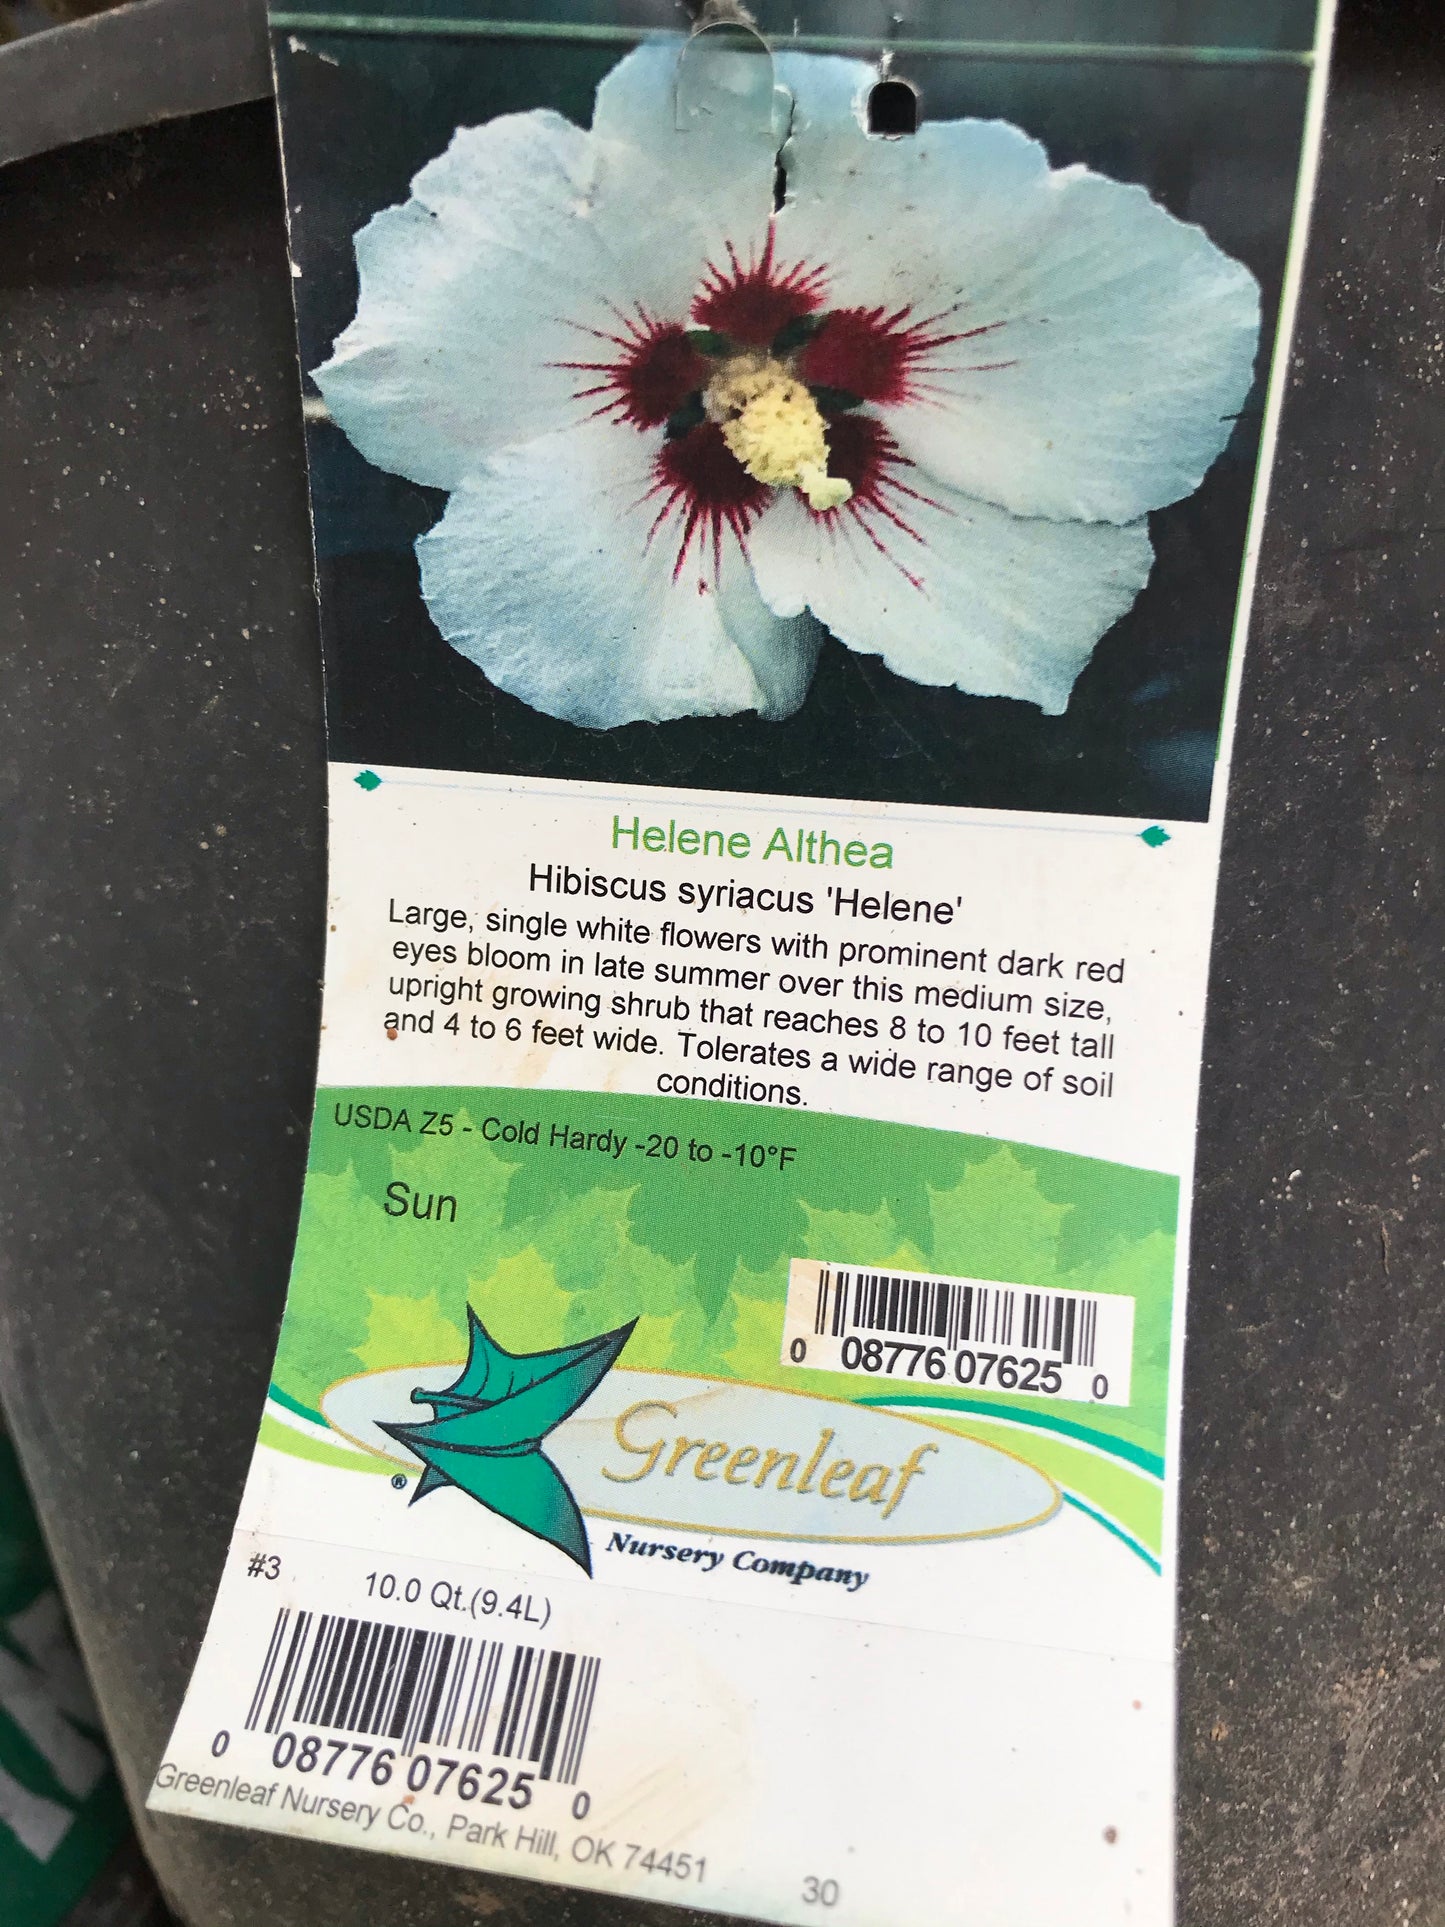 Helene Althea
Hibiscus syriacus 'Helene'
Large, single white flowers with prominent dark red
eyes bloom in late summer over this medium size,
upright growing shrub that reaches 8 to 10 feet tall
and 4 to 6 feet wide. Tolerates a wide range of soil
conditions.
USDA Z5 - Cold Hardy -20 to -10°F
Sun
0 08776 07625 0
Greenleaf
®
Nursery Company
#3 10.0 Qt.(9.4L)
0 08776 07625 0
Greenleaf Nursery Co., Park Hill, OK 74451 30